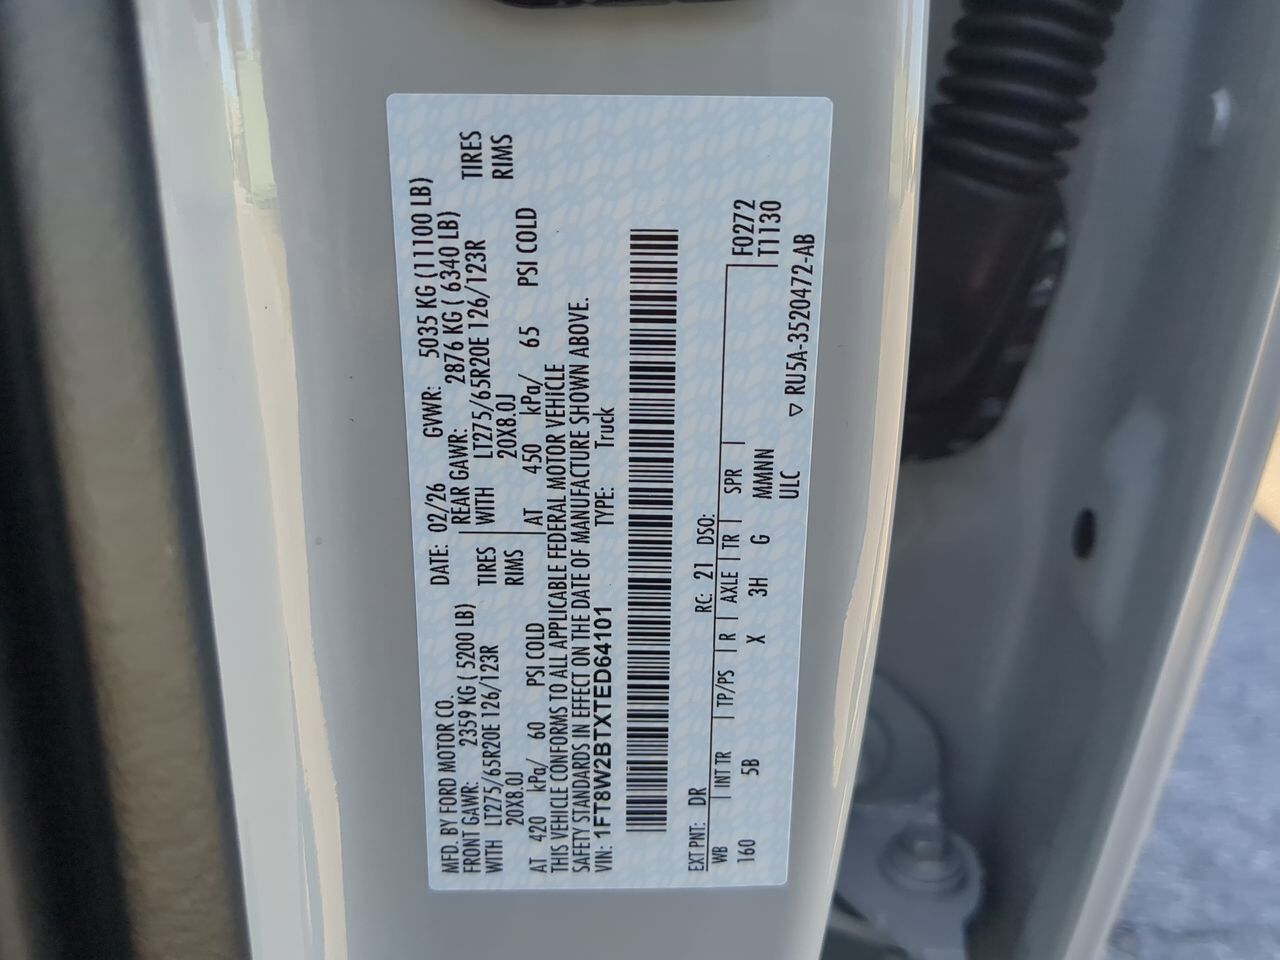 MFD. BY FORD MOTOR CO. DATE: 02/26 GVWR: 5035 KG (11100 LB)
FRONT GAWR: 2359 KG ( 5200 LB) REAR GAWR: 2876 KG ( 6340 LB)
WITH LT275/65R20E 126/123R TIRES WITH LT275/65R20E 126/123R TIRES
20X8.0J RIMS 20X8.0J RIMS
AT 420 kPa/ 60 PSI COLD AT 450 kPa/ 65 PSI COLD
THIS VEHICLE CONFORMS TO ALL APPLICABLE FEDERAL MOTOR VEHICLE
SAFETY STANDARDS IN EFFECT ON THE DATE OF MANUFACTURE SHOWN ABOVE.
VIN: 1FT8W2BTXTED64101 TYPE: Truck
EXT PNT: DR RC: 21 DSO:
WB INT TR TP/PS R AXLE TR SPR F0272
160 5B X 3H G MMNN T1130
ULC
▽ RU5A-3520472-AB